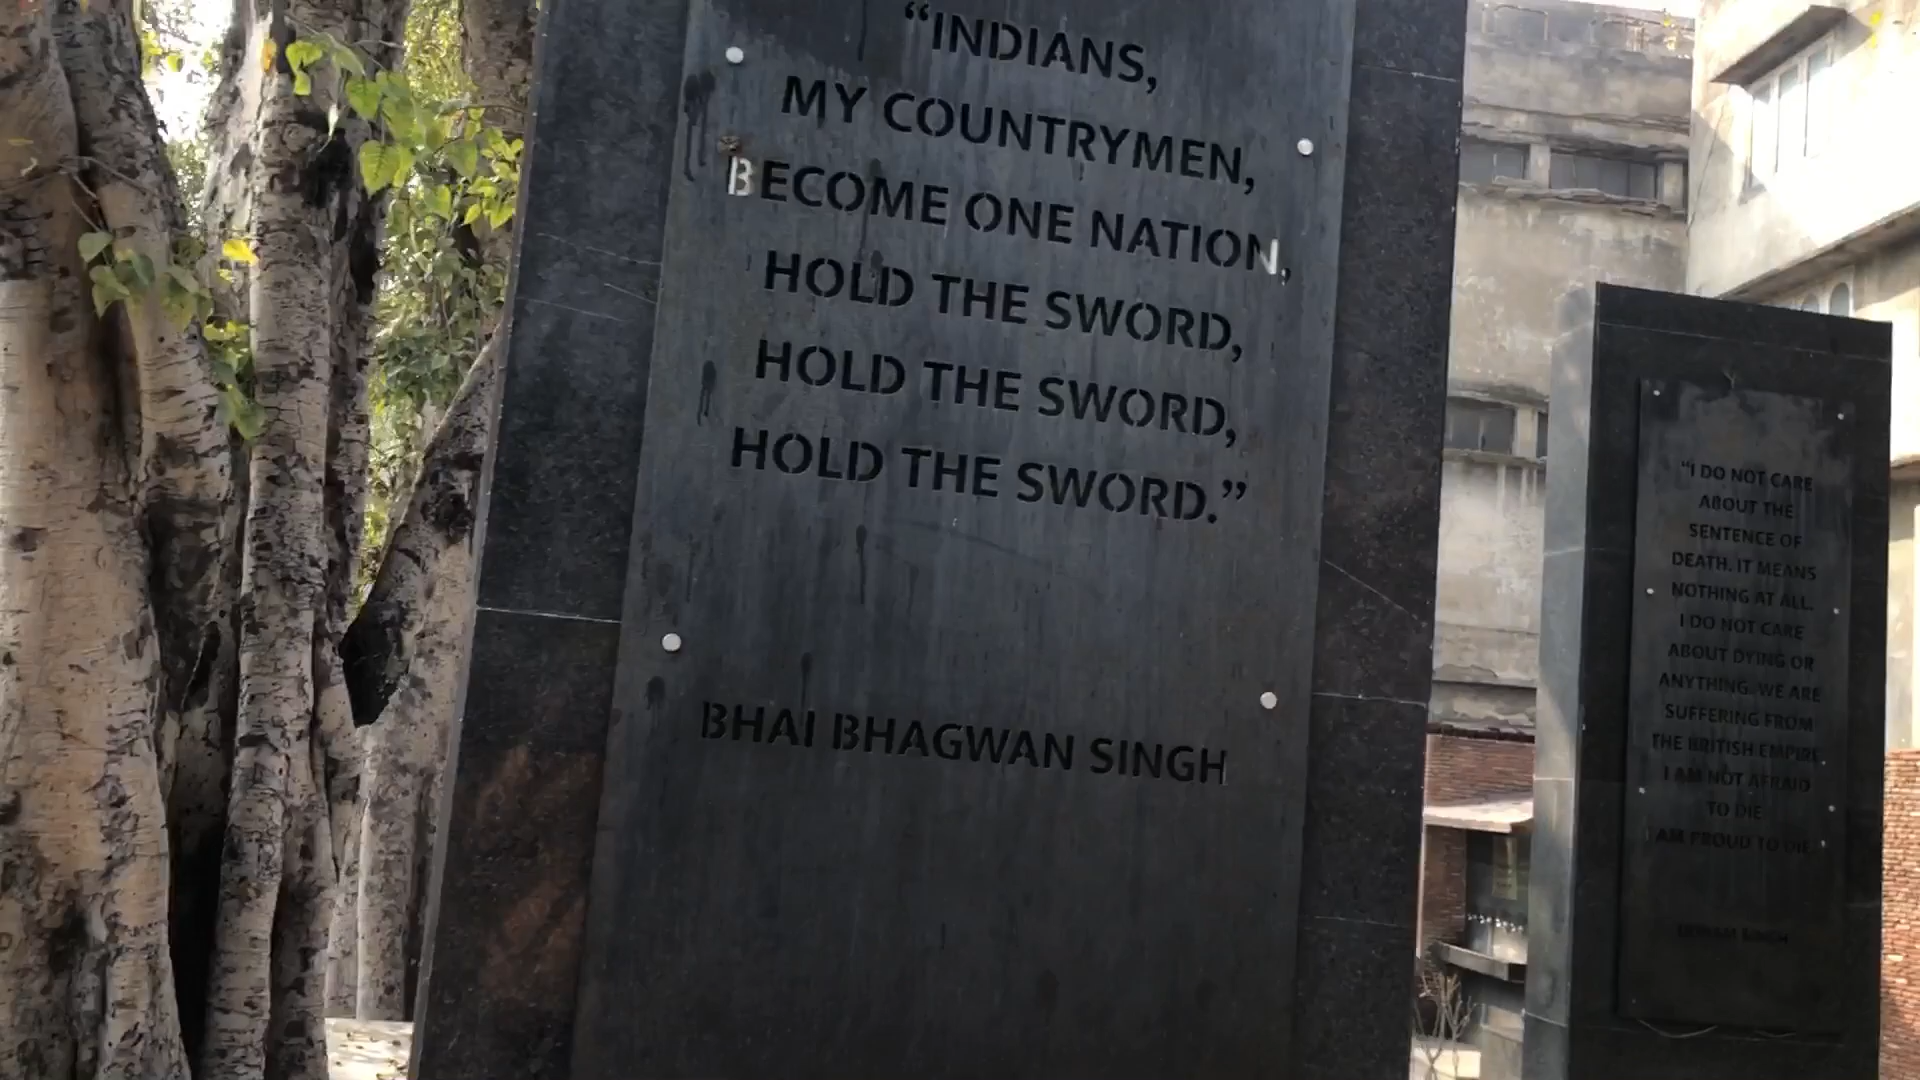 “INDIANS,
MY COUNTRYMEN,
BECOME ONE NATION,
HOLD THE SWORD,
HOLD THE SWORD,
HOLD THE SWORD.”
BHAI BHAGWAN SINGH
“I DO NOT CARE
ABOUT THE
SENTENCE OF
DEATH. IT MEANS
NOTHING AT ALL.
I DO NOT CARE
ABOUT DYING OR
ANYTHING. WE ARE
SUFFERING FROM
THE BRITISH EMPIRE.
I AM NOT AFRAID
TO DIE
I AM PROUD TO DIE.
SINGH